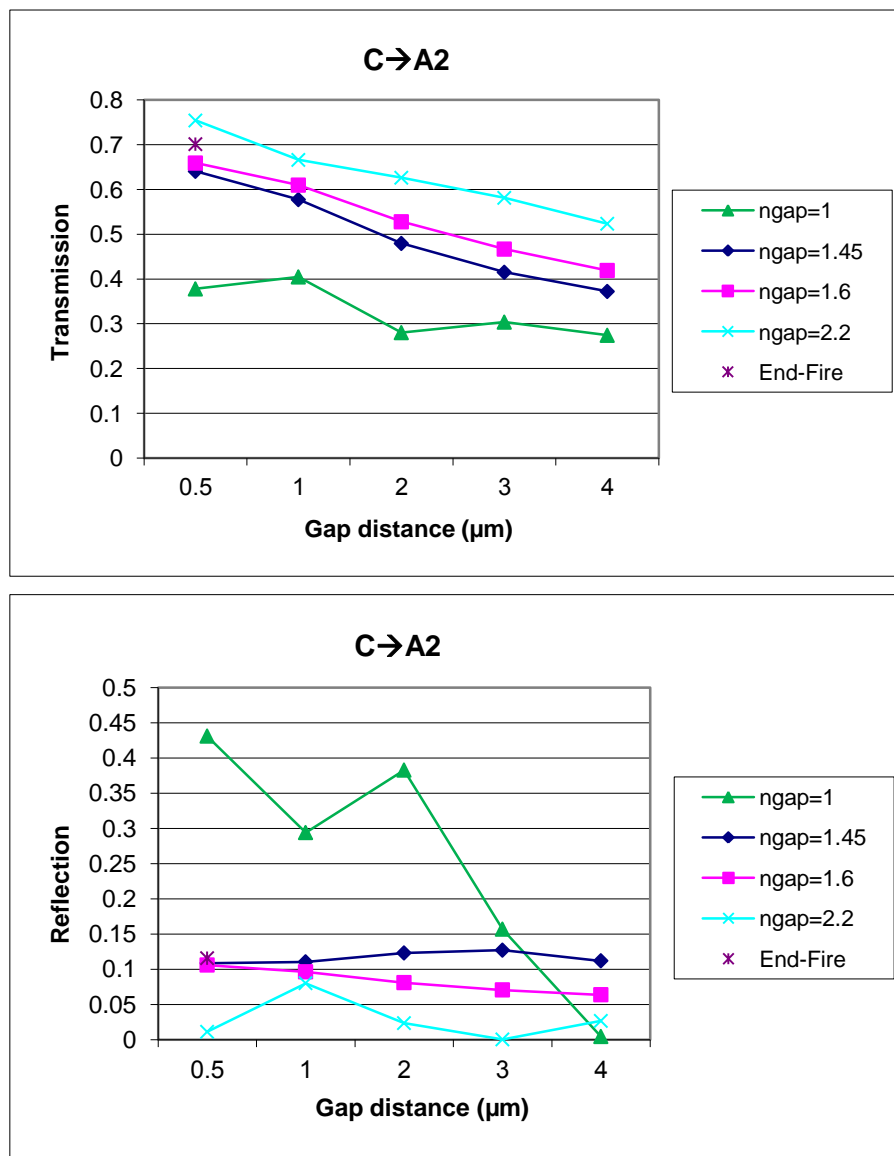 C→A2
0.8
0.7
0.6
0.5
0.4
0.3
0.2
0.1
0
Transmission
0.5 1 2 3 4
Gap distance (µm)
ngap=1
ngap=1.45
ngap=1.6
ngap=2.2
End-Fire
C→A2
0.5
0.45
0.4
0.35
0.3
0.25
0.2
0.15
0.1
0.05
0
Reflection
0.5 1 2 3 4
Gap distance (µm)
ngap=1
ngap=1.45
ngap=1.6
ngap=2.2
End-Fire